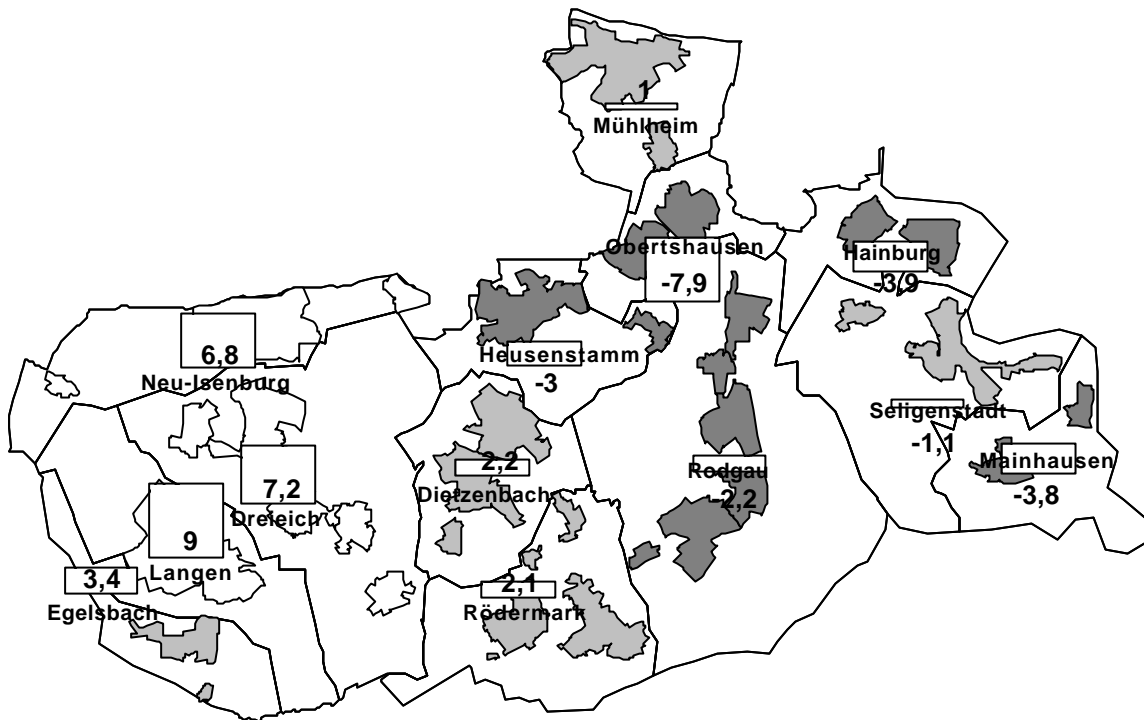 1
Mühlheim
Obertshausen
-7,9
Hainburg
-3,9
6,8
Neu-Isenburg
Heusenstamm
-3
Seligenstadt
-1,1
Mainhausen
-3,8
2,2
Dietzenbach
Rodgau
-2,2
7,2
Dreieich
9
Langen
3,4
Egelsbach
2,1
Rödermark